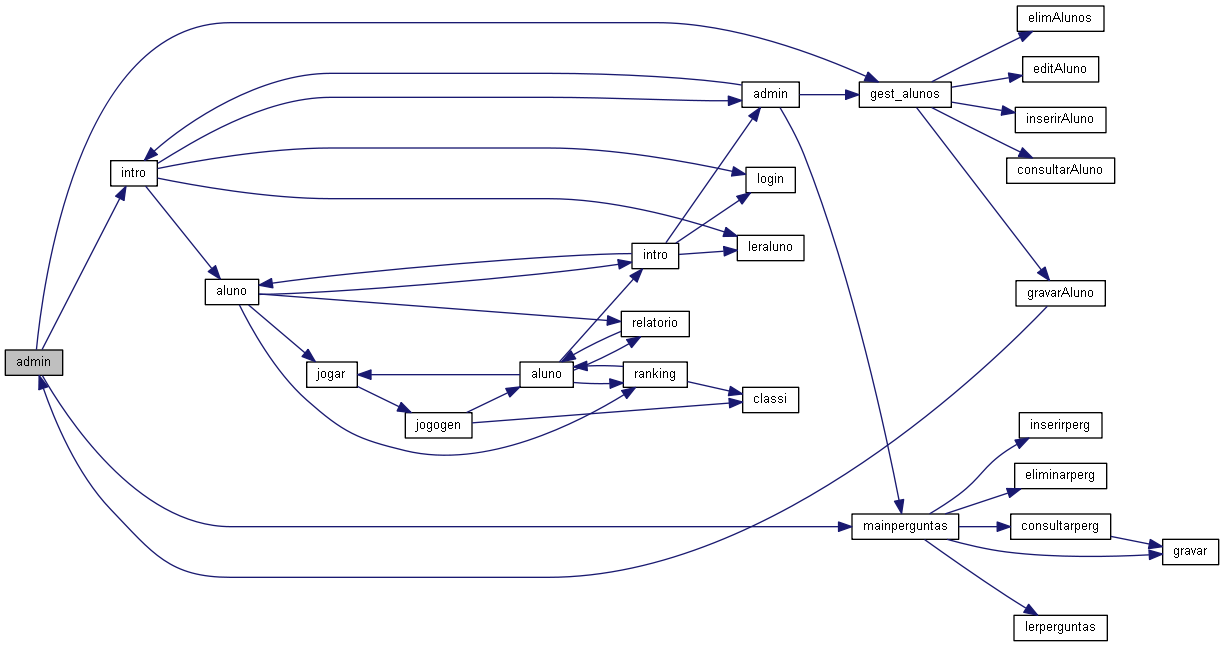 elimAlunos
editAluno
admin
gest_alunos
inserirAluno
intro
login
consultarAluno
intro
leraluno
aluno
gravarAluno
relatorio
admin
jogar
aluno
ranking
classi
jogogen
inserirperg
eliminarperg
mainperguntas
consultarperg
gravar
lerperguntas